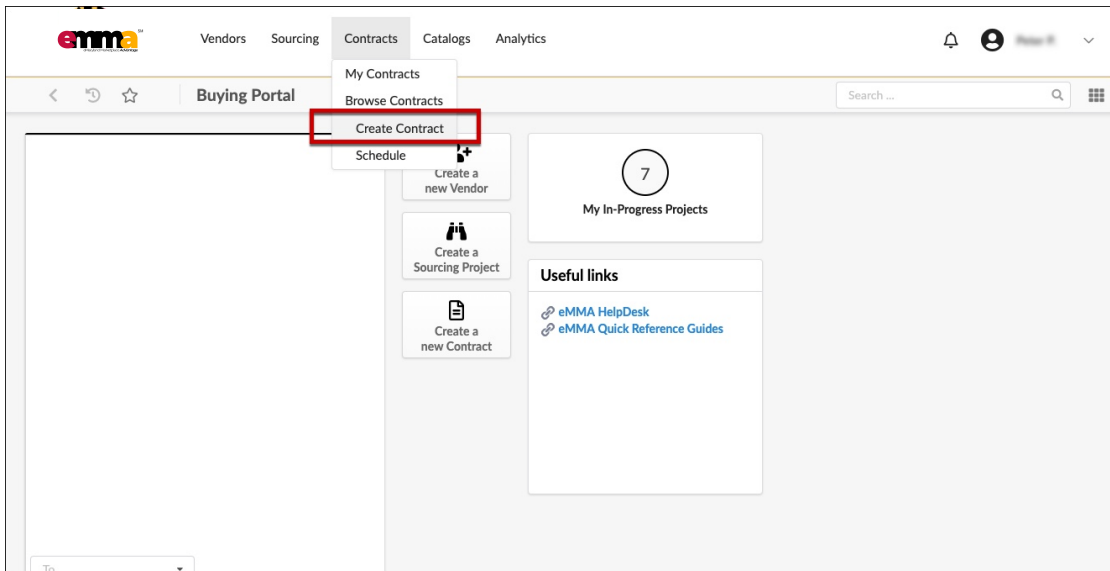 emma
Vendors Sourcing Contracts Catalogs Analytics
My Contracts
Browse Contracts
Create Contract
Schedule
Buying Portal
Search ...
Create a
new Vendor
Create a
Sourcing Project
Create a
new Contract
7
My In-Progress Projects
Useful links
eMMA HelpDesk
eMMA Quick Reference Guides
To